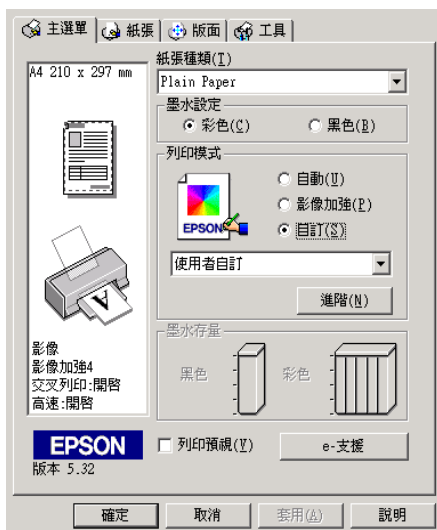 主選單 紙張 版面 工具
A4 210 x 297 mm
紙張種類(T)
Plain Paper
墨水設定
彩色(C) 黑色(B)
列印模式
自動(U)
影像加強(P)
自訂(S)
EPSON
使用者自訂
進階(N)
墨水存量
黑色 彩色
影像
影像加強4
交叉列印:開啓
高速:開啓
EPSON
版本 5.32
列印預視(V)
e-支援
確定 取消 套用(A) 說明